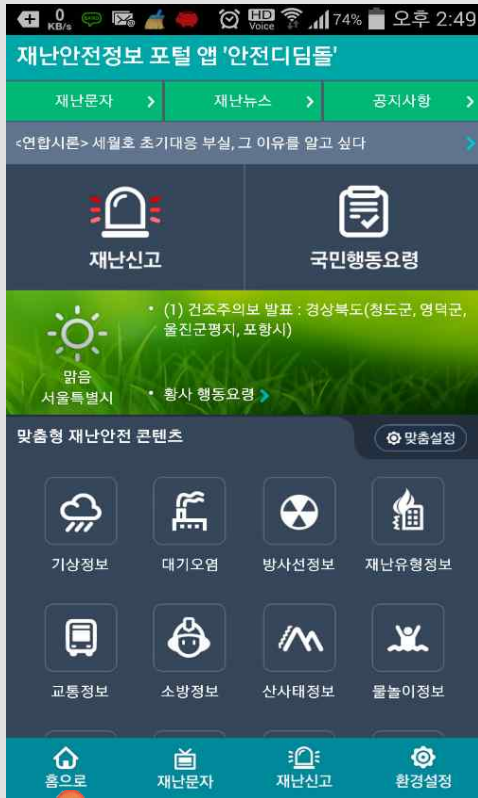 0
KB/s
HD
Voice
74%
오후 2:49
재난안전정보 포털 앱 '안전디딤돌'
재난문자
재난뉴스
공지사항
<연합시론> 세월호 초기대응 부실, 그 이유를 알고 싶다
재난신고
국민행동요령
• (1) 건조주의보 발표 : 경상북도(청도군, 영덕군,
울진군평지, 포항시)
맑음
서울특별시
• 황사 행동요령
맞춤형 재난안전 콘텐츠
맞춤설정
기상정보
대기오염
방사선정보
재난유형정보
교통정보
소방정보
산사태정보
물놀이정보
홈으로
재난문자
재난신고
환경설정